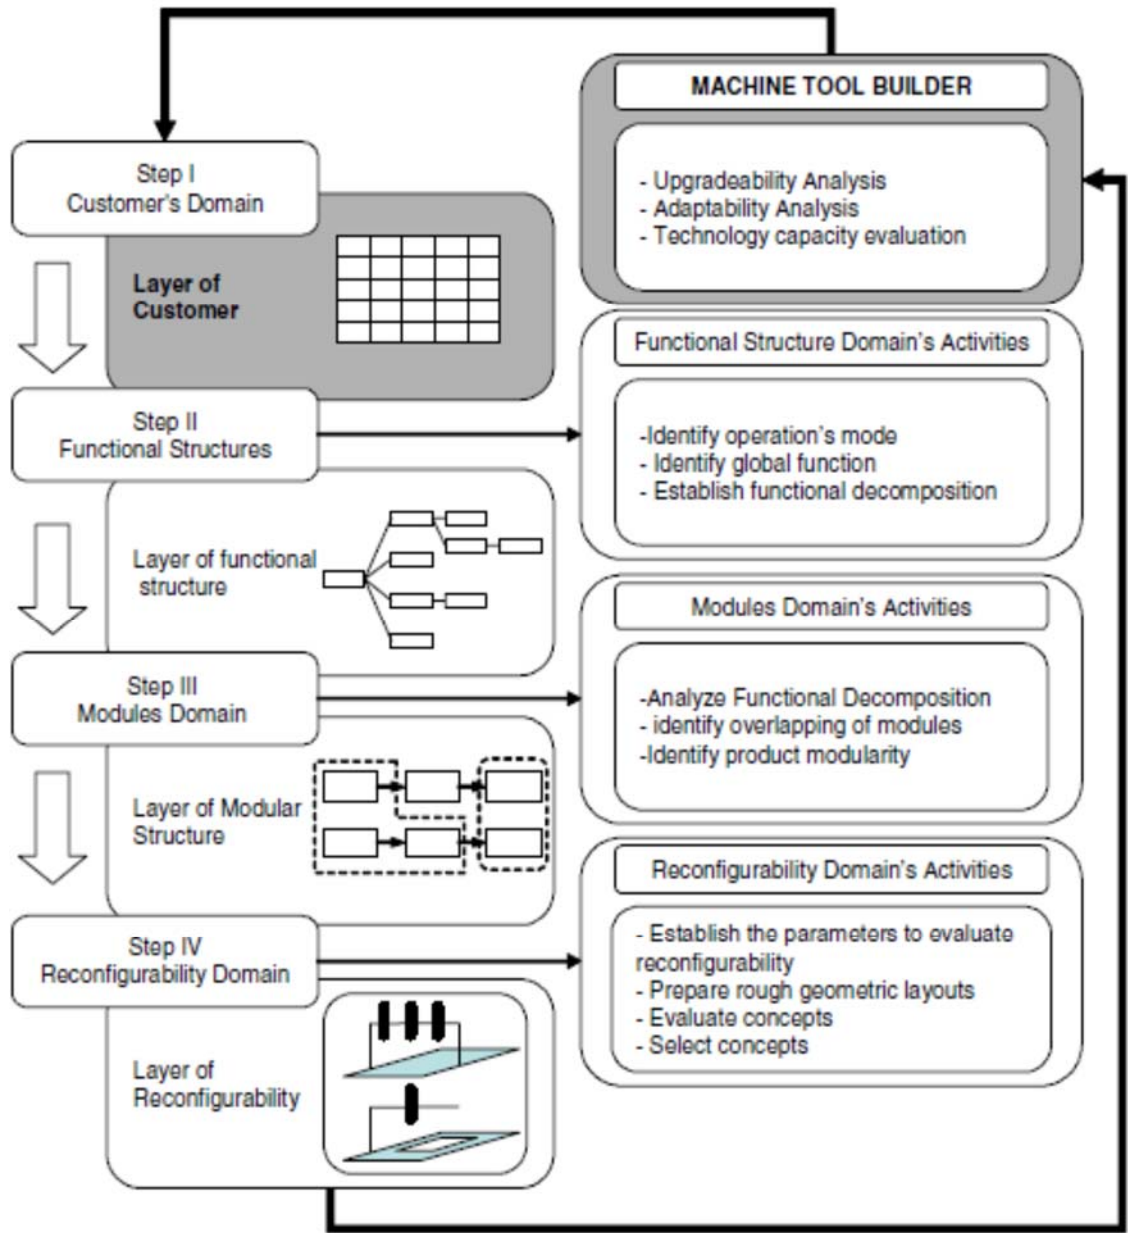 MACHINE TOOL BUILDER
- Upgradeability Analysis
- Adaptability Analysis
- Technology capacity evaluation
Step I
Customer's Domain
Layer of
Customer
Functional Structure Domain's Activities
-Identify operation's mode
- Identify global function
- Establish functional decomposition
Step II
Functional Structures
Layer of functional
structure
Modules Domain's Activities
-Analyze Functional Decomposition
- identify overlapping of modules
-Identify product modularity
Step III
Modules Domain
Layer of Modular
Structure
Reconfigurability Domain's Activities
- Establish the parameters to evaluate
reconfigurability
- Prepare rough geometric layouts
- Evaluate concepts
- Select concepts
Step IV
Reconfigurability Domain
Layer of
Reconfigurability